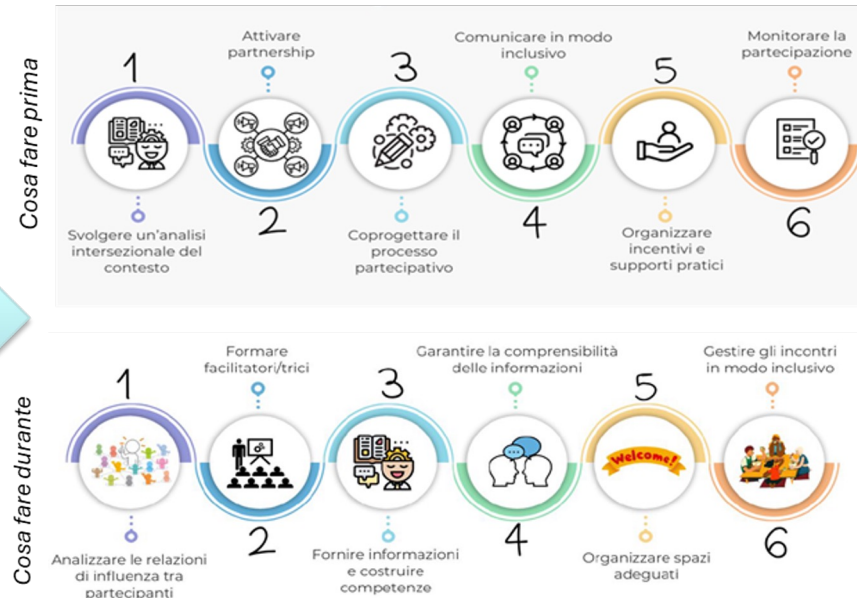 Cosa fare prima
1
Svolgere un'analisi
intersezionale del
contesto
Attivare
partnership
2
3
Coprogettare il
processo
partecipativo
Comunicare in modo
inclusivo
4
5
Organizzare
incentivi e
supporti pratici
Monitorare la
partecipazione
6
Cosa fare durante
1
Analizzare le relazioni
di influenza tra
partecipanti
Formare
facilitatori/trici
2
3
Fornire informazioni
e costruire
competenze
Garantire la comprensibilità
delle informazioni
4
5
Welcome!
Organizzare spazi
adeguati
Gestire gli incontri
in modo inclusivo
6